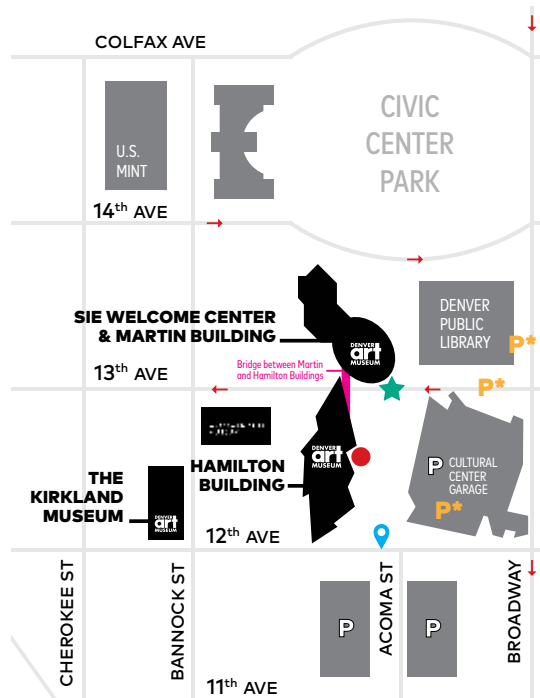 COLFAX AVE
CIVIC
CENTER
PARK
U.S.
MINT
14th AVE
SIE WELCOME CENTER
& MARTIN BUILDING
DENVER
art
MUSEUM
DENVER
PUBLIC
LIBRARY
P*
Bridge between Martin
and Hamilton Buildings
13th AVE
P*
HAMILTON
BUILDING
DENVER
art
MUSEUM
P
CULTURAL
CENTER
GARAGE
P*
THE
KIRKLAND
MUSEUM
DENVER
art
MUSEUM
12th AVE
CHEROKEE ST
BANNOCK ST
ACOMA ST
BROADWAY
P
P
11th AVE